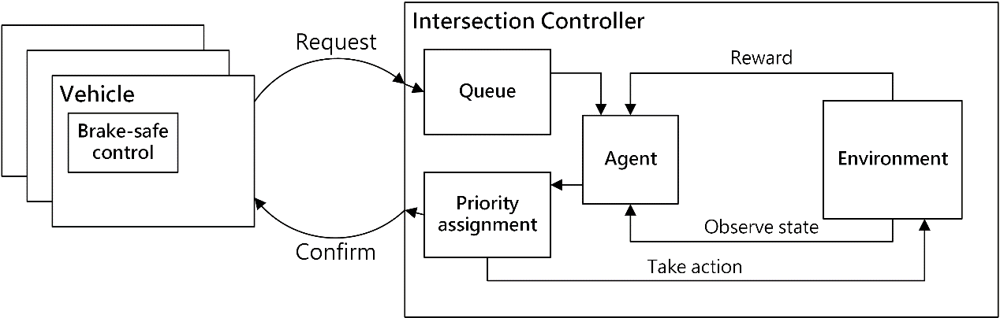 Intersection Controller
Request
Vehicle
Brake-safe
control
Confirm
Queue
Reward
Agent
Environment
Priority
assignment
Observe state
Take action